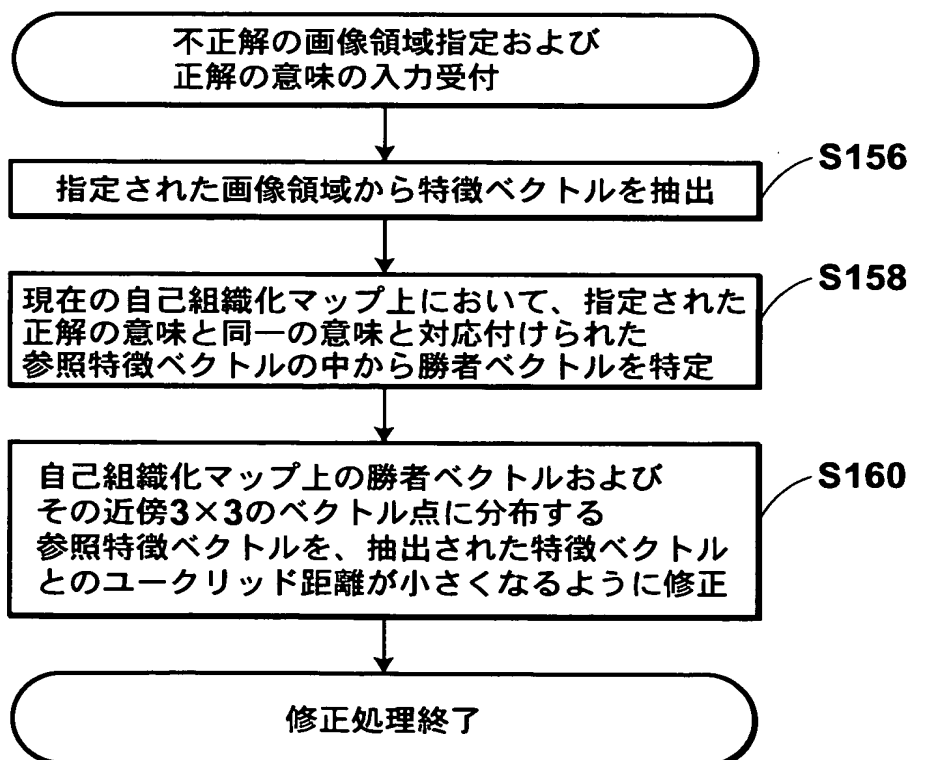 不正解の画像領域指定および
正解の意味の入力受付
S156
指定された画像領域から特徴ベクトルを抽出
S158
現在の自己組織化マップ上において、指定された
正解の意味と同一の意味と対応付けられた
参照特徴ベクトルの中から勝者ベクトルを特定
S160
自己組織化マップ上の勝者ベクトルおよび
その近傍3×3のベクトル点に分布する
参照特徴ベクトルを、抽出された特徴ベクトル
とのユークリッド距離が小さくなるように修正
修正処理終了